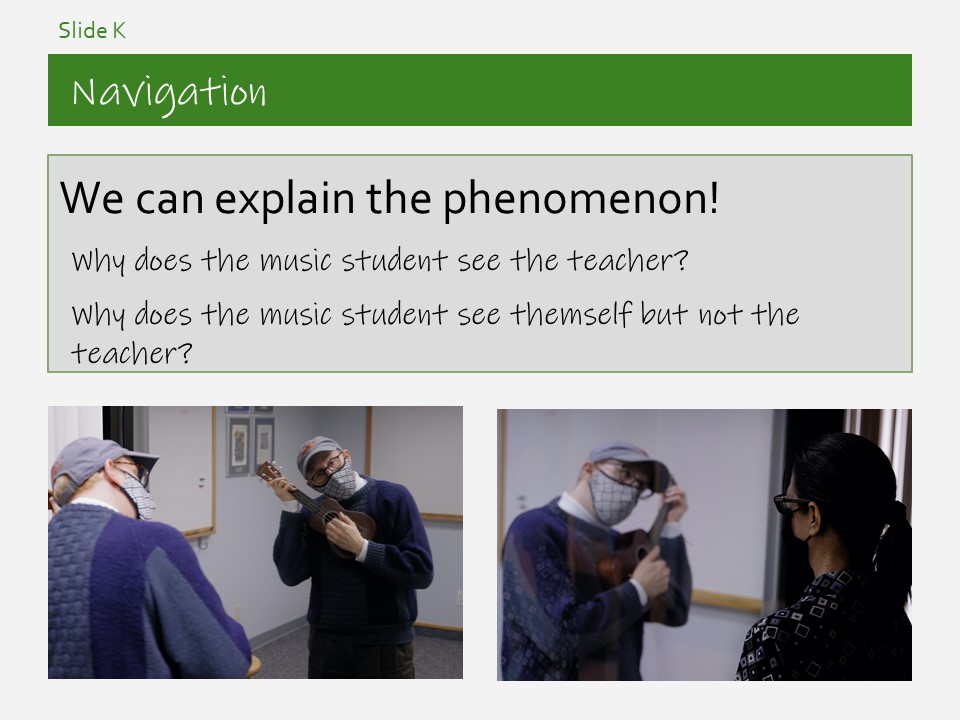 Slide K
Navigation
We can explain the phenomenon!
Why does the music student see the teacher?
Why does the music student see themself but not the
teacher?